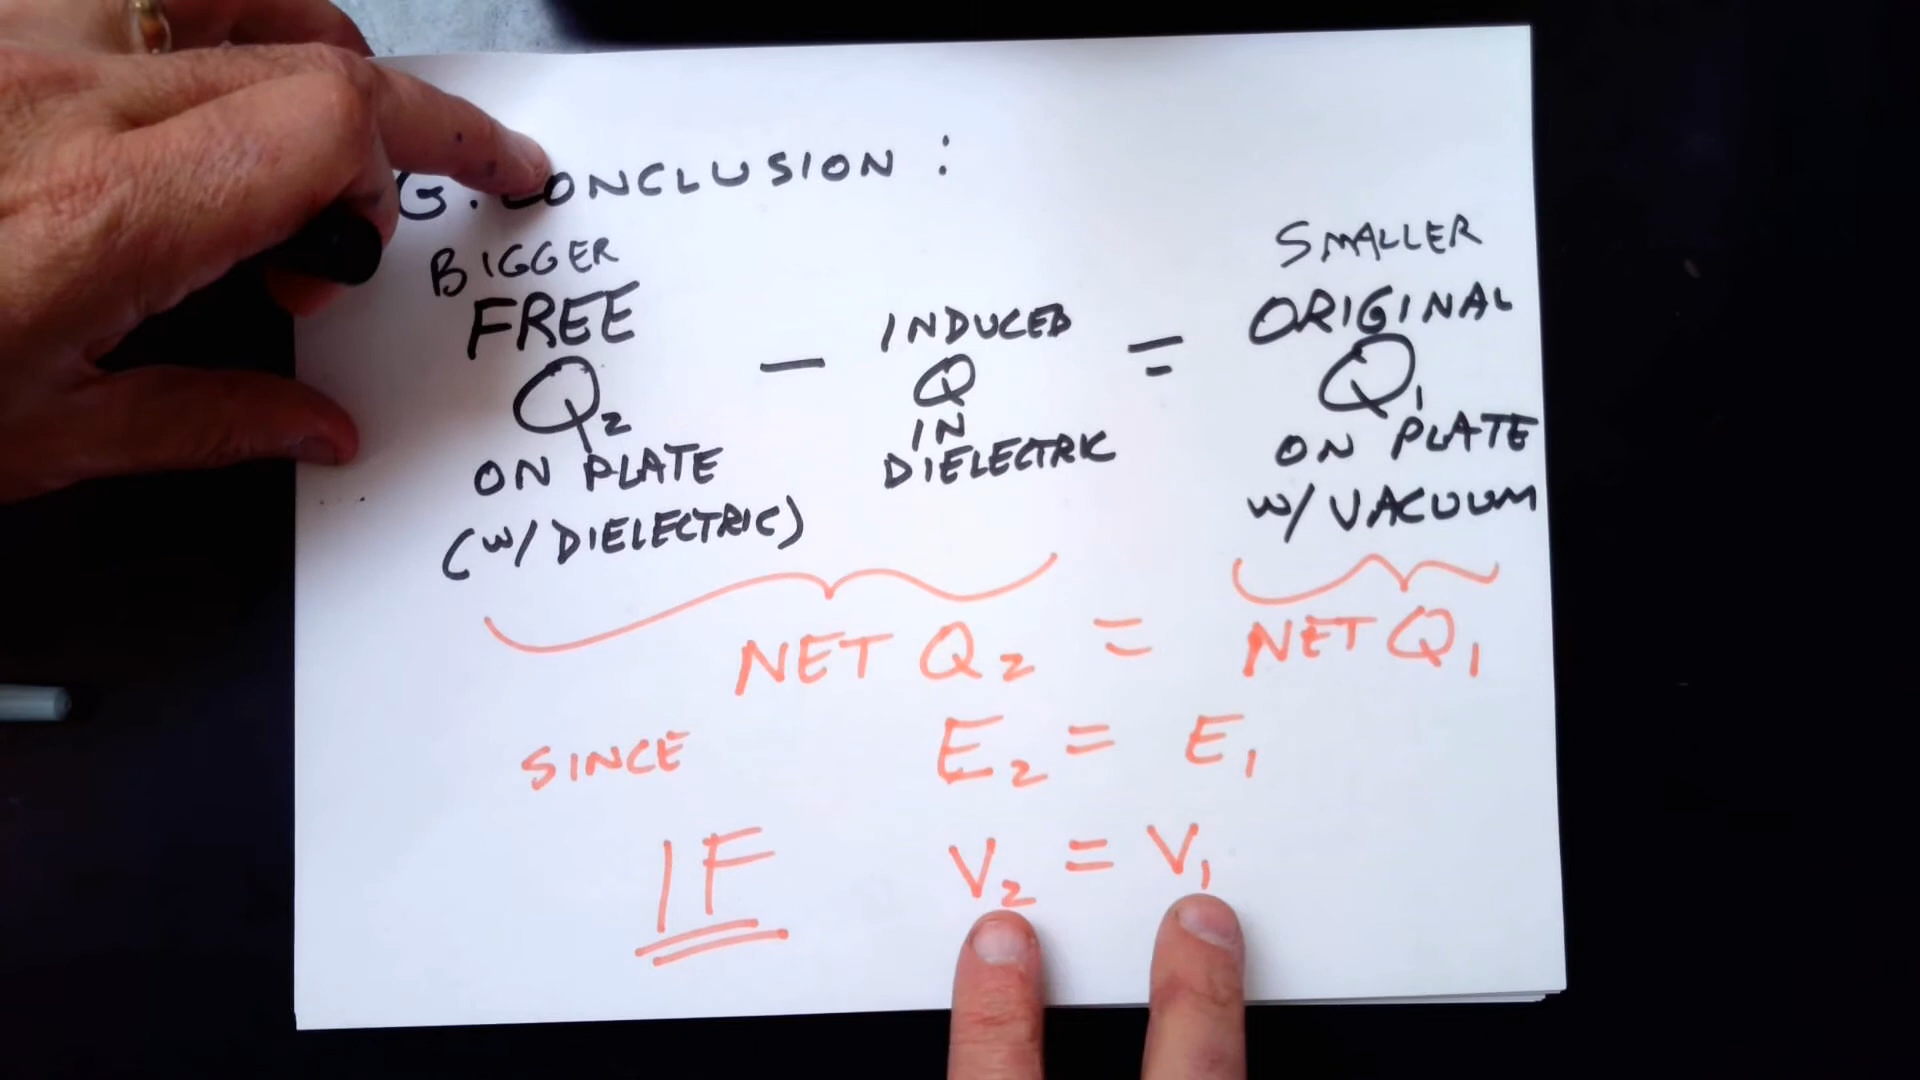 G. CONCLUSION :
BIGGER
FREE
Q2
ON PLATE
(W/ DIELECTRIC)
—
INDUCED
Q
IN
DIELECTRIC
=
SMALLER
ORIGINAL
Q1
ON PLATE
W/ VACUUM
NET Q2 = NET Q1
SINCE E2 = E1
IF V2 = V1